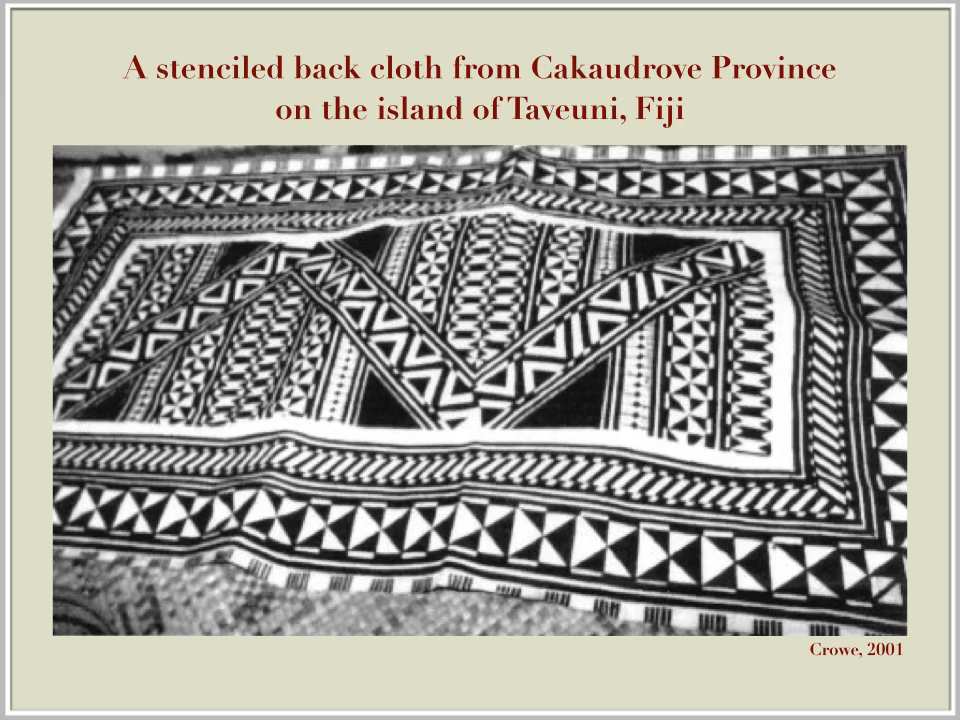 A stenciled back cloth from Cakaudrove Province
on the island of Taveuni, Fiji
Crowe, 2001